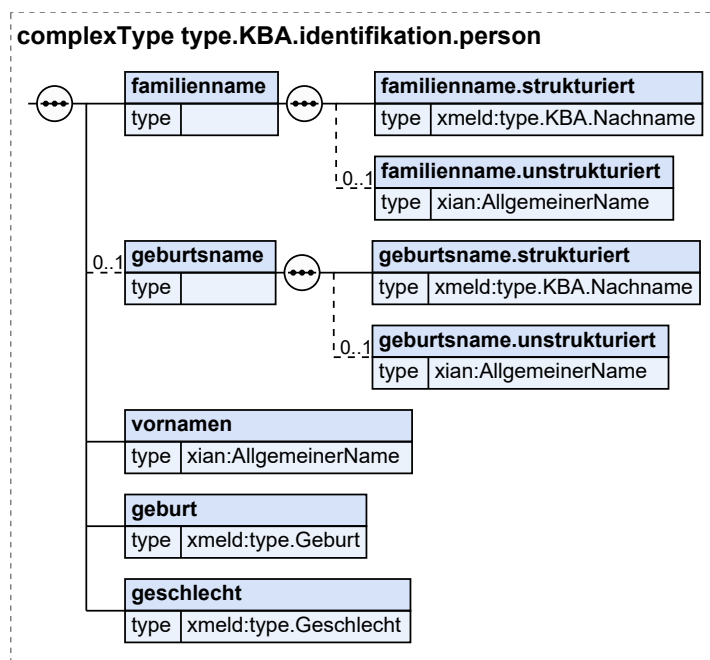 complexType type.KBA.identifikation.person
familienname
type
familienname.strukturiert
type xmeld:type.KBA.Nachname
0..1
familienname.unstrukturiert
type xian:AllgemeinerName
0..1
geburtsname
type
geburtsname.strukturiert
type xmeld:type.KBA.Nachname
0..1
geburtsname.unstrukturiert
type xian:AllgemeinerName
vornamen
type xian:AllgemeinerName
geburt
type xmeld:type.Geburt
geschlecht
type xmeld:type.Geschlecht